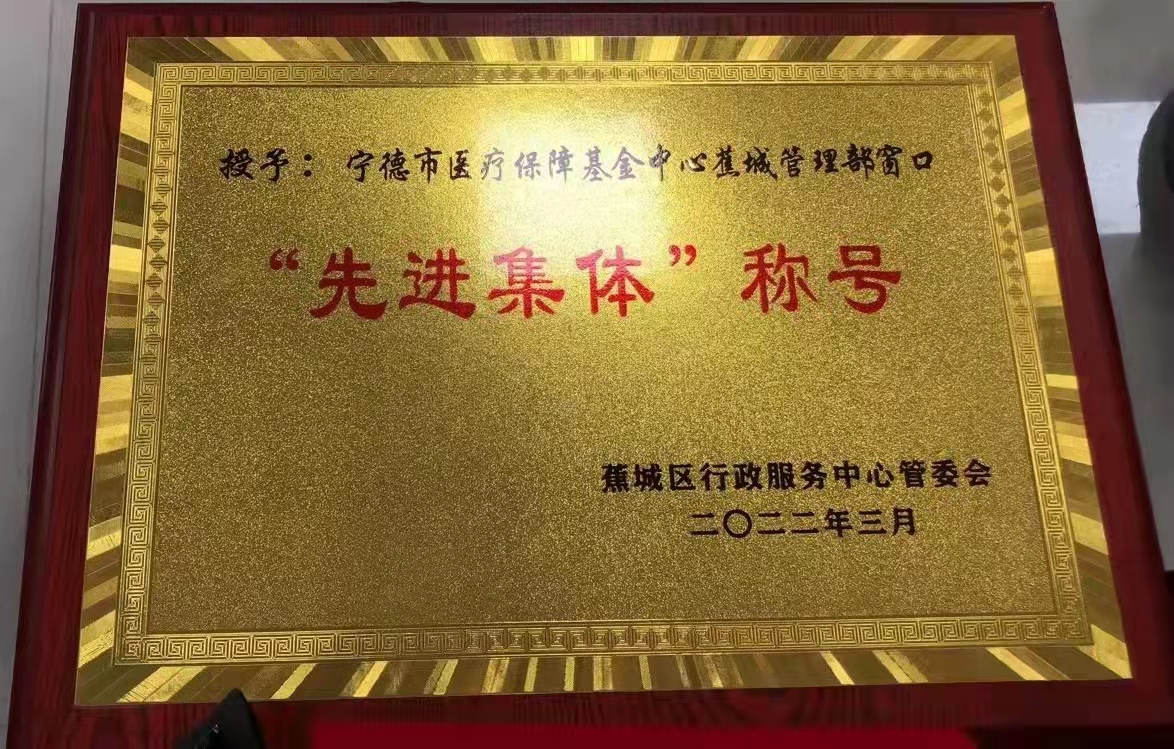 授予：宁德市医疗保障基金中心蕉城管理部窗口
“先进集体”称号
蕉城区行政服务中心管委会
二〇二二年三月